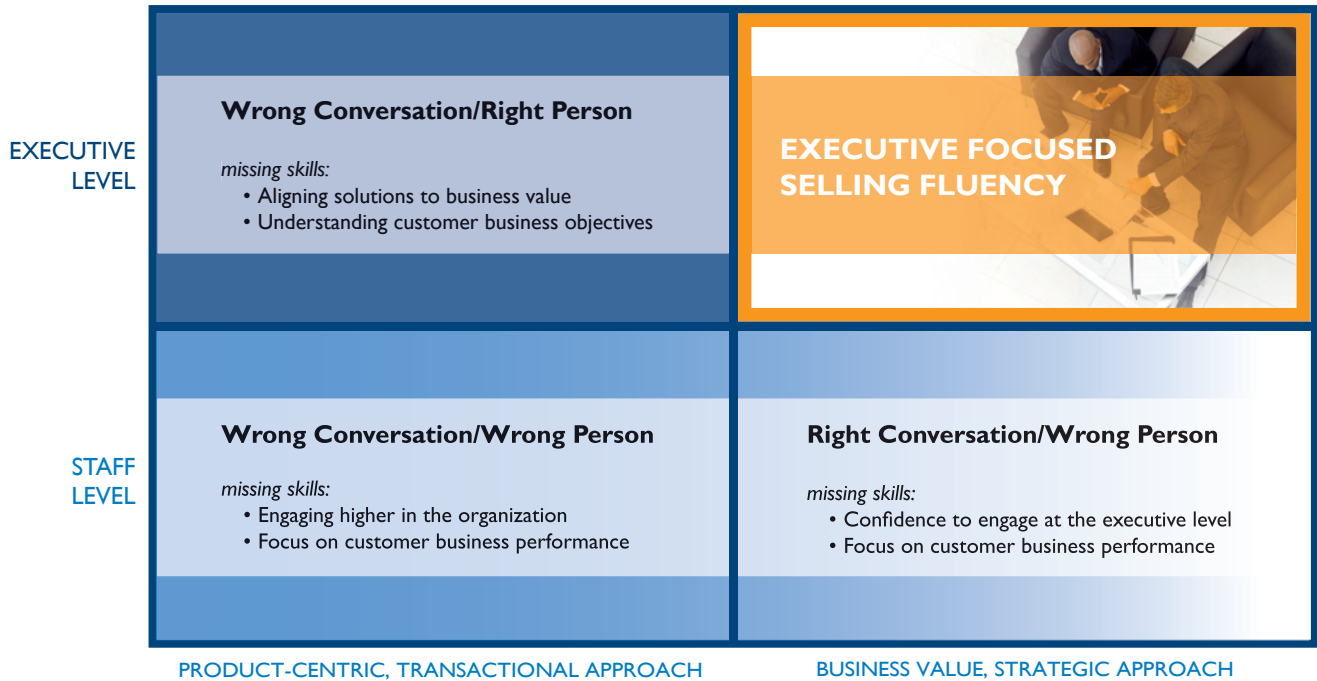 EXECUTIVE
LEVEL
Wrong Conversation/Right Person
missing skills:
• Aligning solutions to business value
• Understanding customer business objectives
EXECUTIVE FOCUSED
SELLING FLUENCY
STAFF
LEVEL
Wrong Conversation/Wrong Person
missing skills:
• Engaging higher in the organization
• Focus on customer business performance
Right Conversation/Wrong Person
missing skills:
• Confidence to engage at the executive level
• Focus on customer business performance
PRODUCT-CENTRIC, TRANSACTIONAL APPROACH
BUSINESS VALUE, STRATEGIC APPROACH